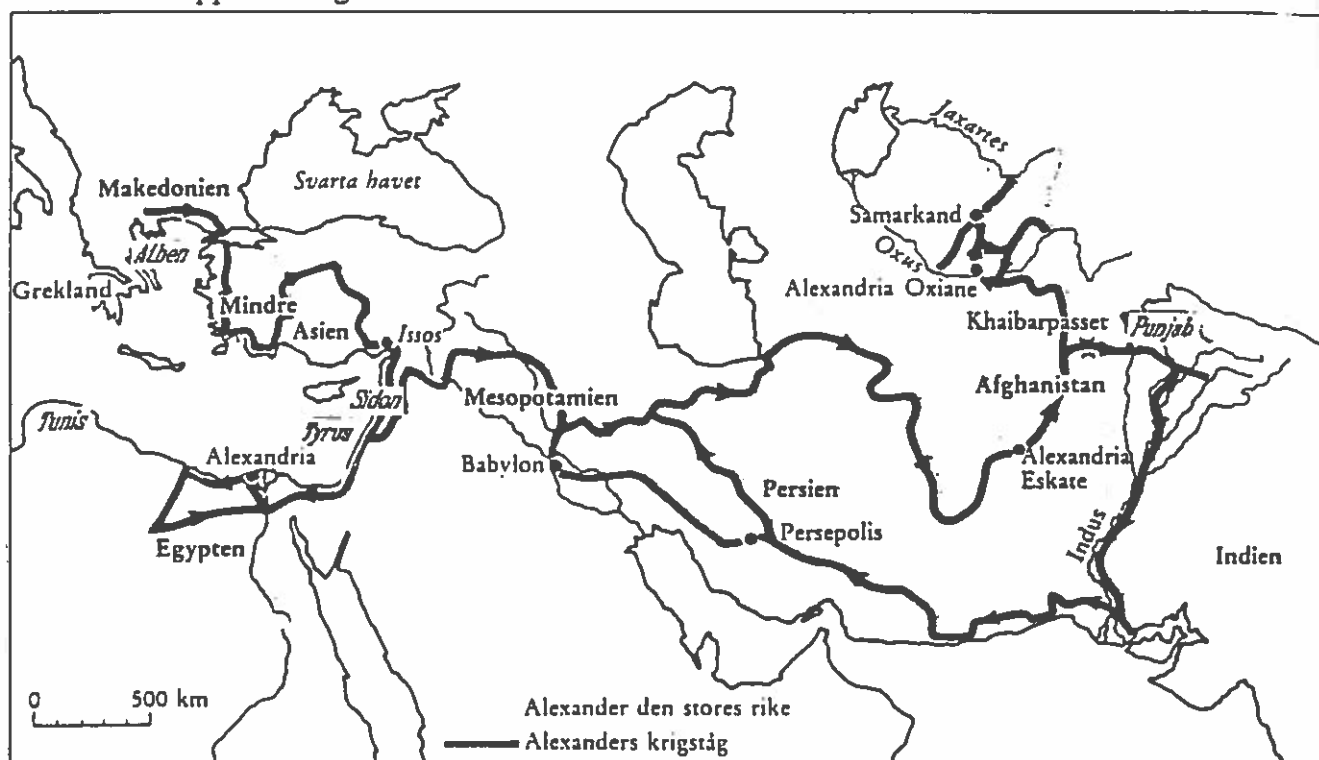 Jaxartes
Svarta havet
Makedonien
Samarkand
Oxus
Alben
Grekland
Alexandria Oxiane
Mindre
Asien
Issos
Khaibarpasset
Punjab
Afghanistan
Mesopotamien
Sidon
Tunis
Tyrus
Alexandria
Babylon
Alexandria
Eskate
Persien
Persepolis
Indus
Egypten
Indien
0 500 km
Alexander den stores rike
Alexanders krigståg